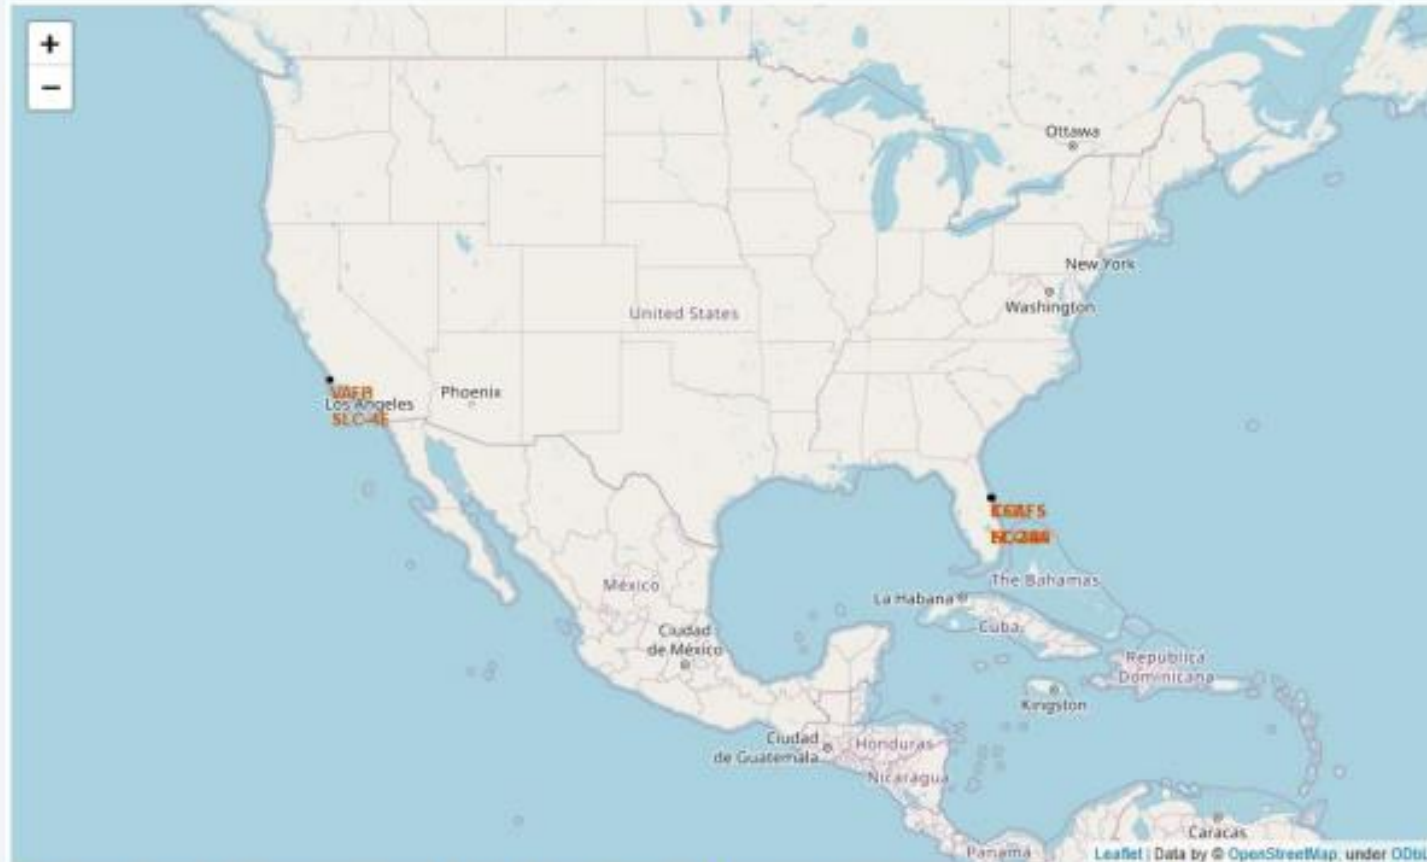 +
−
Ottawa
New York
Washington
United States
Phoenix
VAFB
Los Angeles
SLC-4E
The Bahamas
México
La Habana
Cuba
Ciudad
de México
República
Dominicana
Kingston
Ciudad
de Guatemala
Honduras
Nicaragua
Caracas
Panamá
Leaflet | Data by © OpenStreetMap, under ODbL